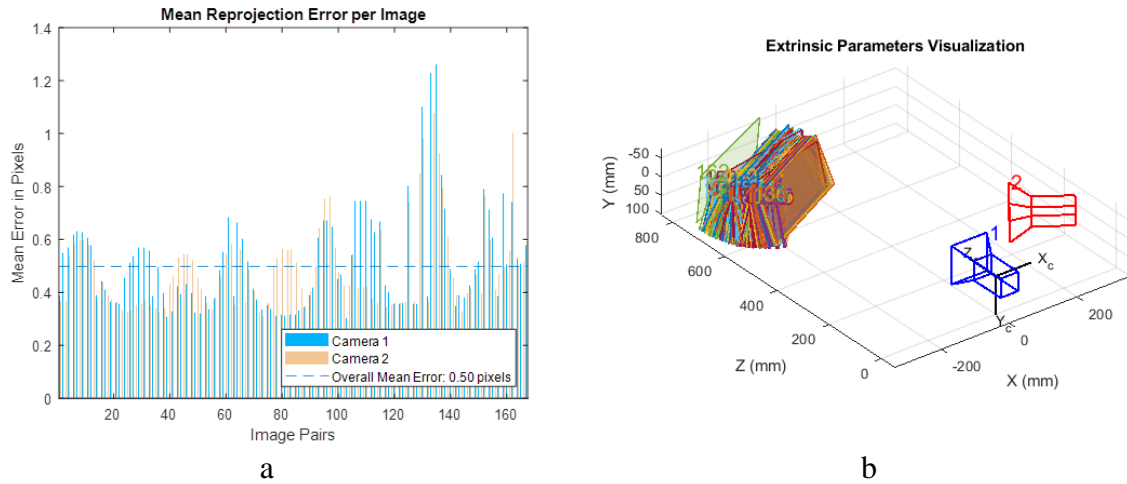 Mean Reprojection Error per Image
1.4
1.2
1
0.8
0.6
0.4
0.2
0
Mean Error in Pixels
Camera 1
Camera 2
Overall Mean Error: 0.50 pixels
20 40 60 80 100 120 140 160
Image Pairs
a
Extrinsic Parameters Visualization
-50
0
50
100
Y (mm)
800
600
400
200
0
Z (mm)
-200
0
200
X (mm)
2
1
Z
X_c
Y_c
b